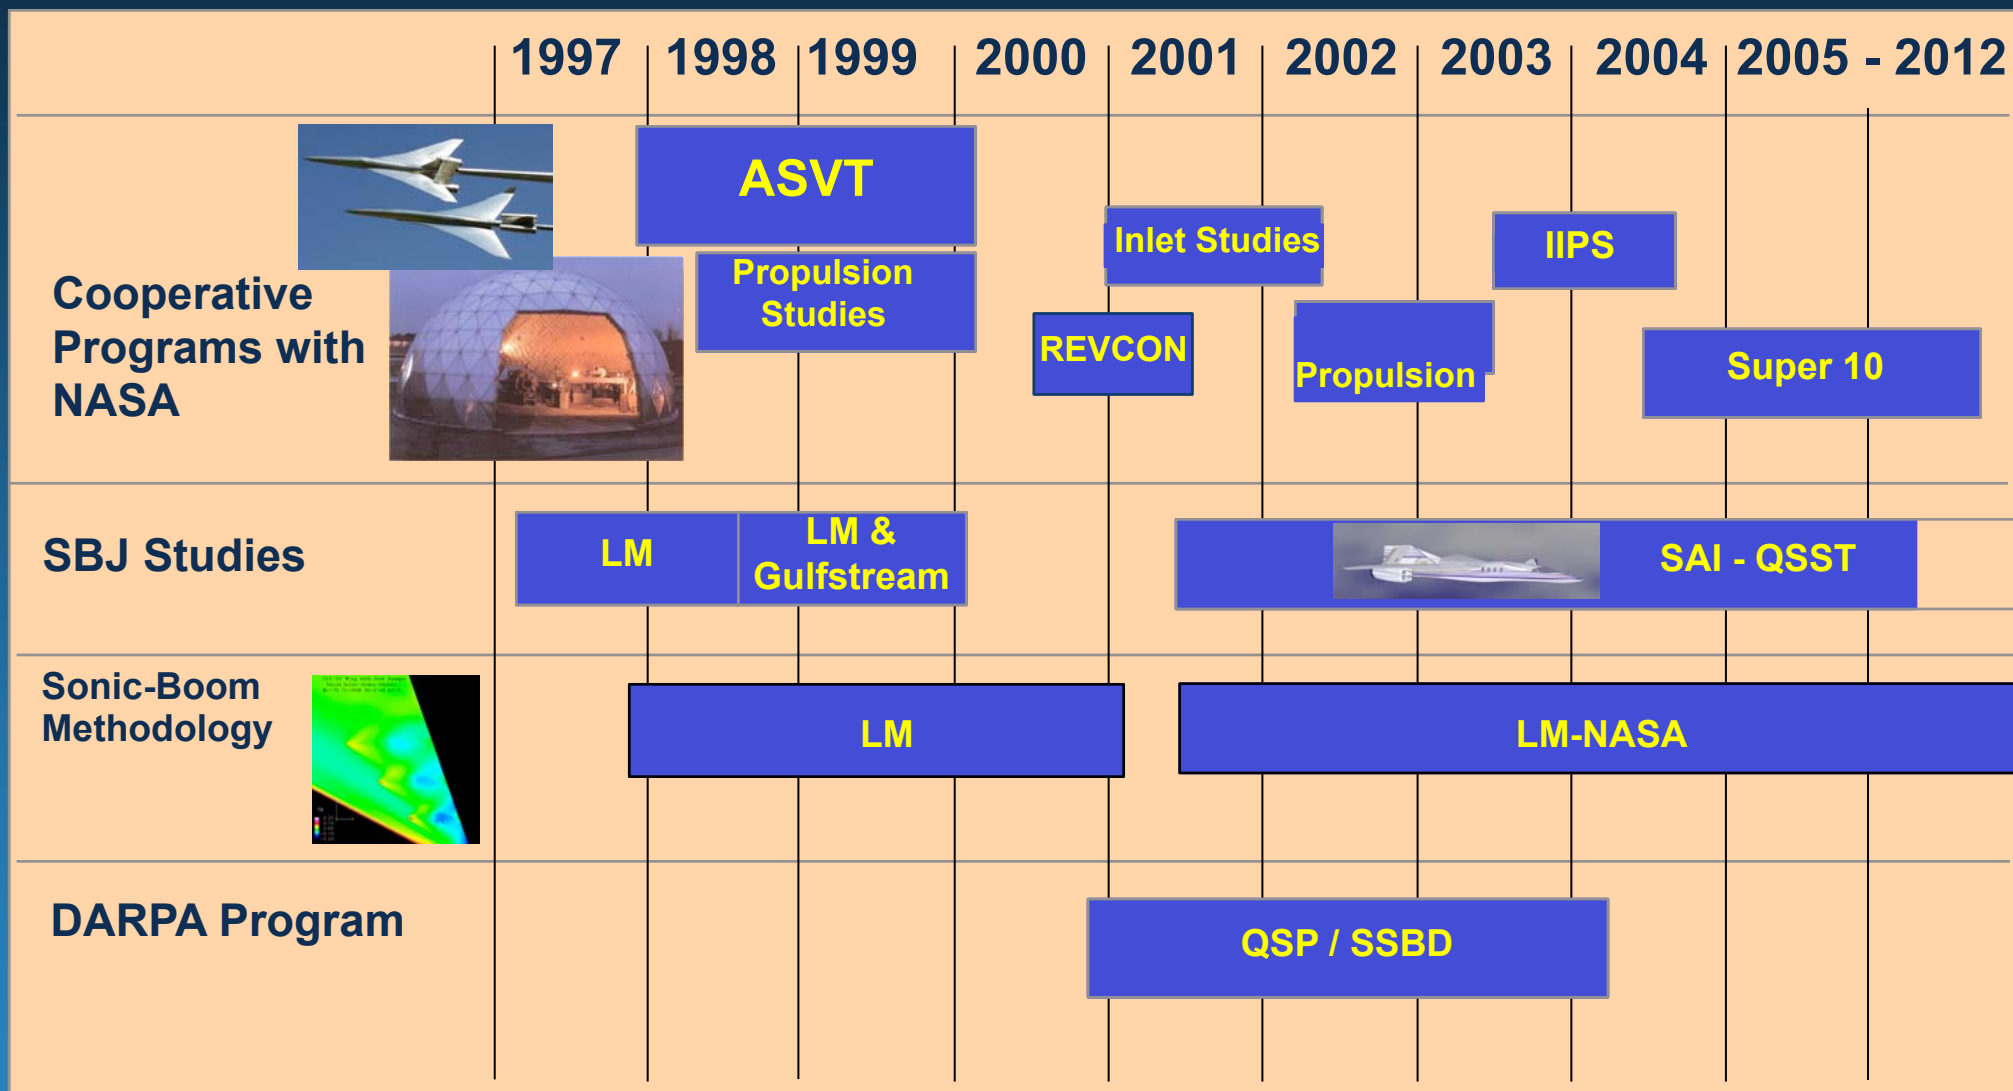 1997 1998 1999 2000 2001 2002 2003 2004 2005 - 2012
Cooperative
Programs with
NASA
ASVT
Propulsion
Studies
Inlet Studies
REVCON
Propulsion
IIPS
Super 10
SBJ Studies
LM
LM &
Gulfstream
SAI - QSST
Sonic-Boom
Methodology
LM
LM-NASA
DARPA Program
QSP / SSBD